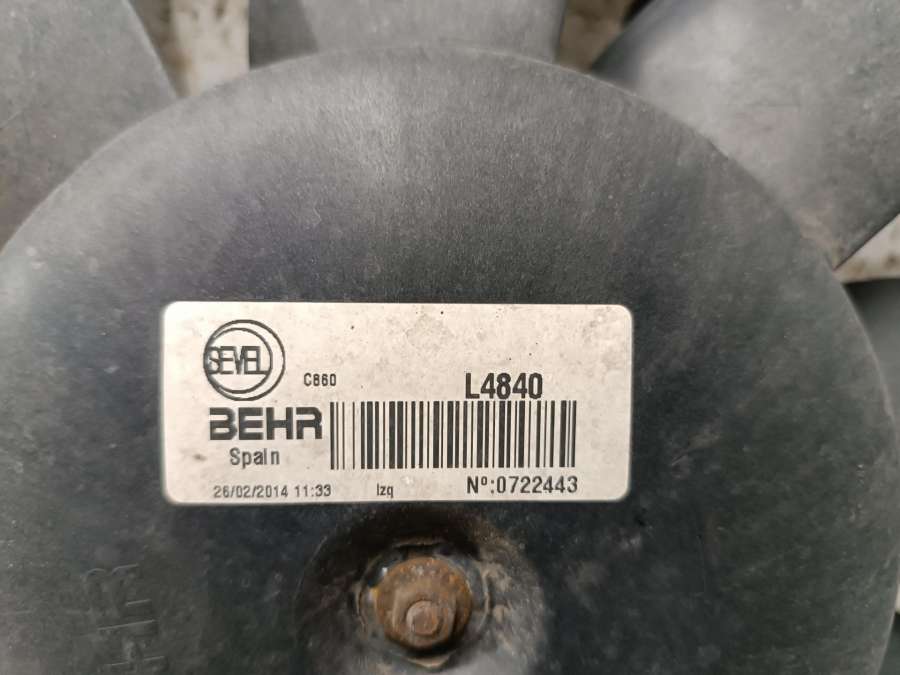 SEVEL
C860
L4840
BEHR
Spain
26/02/2014 11:33
Izq
Nº:0722443